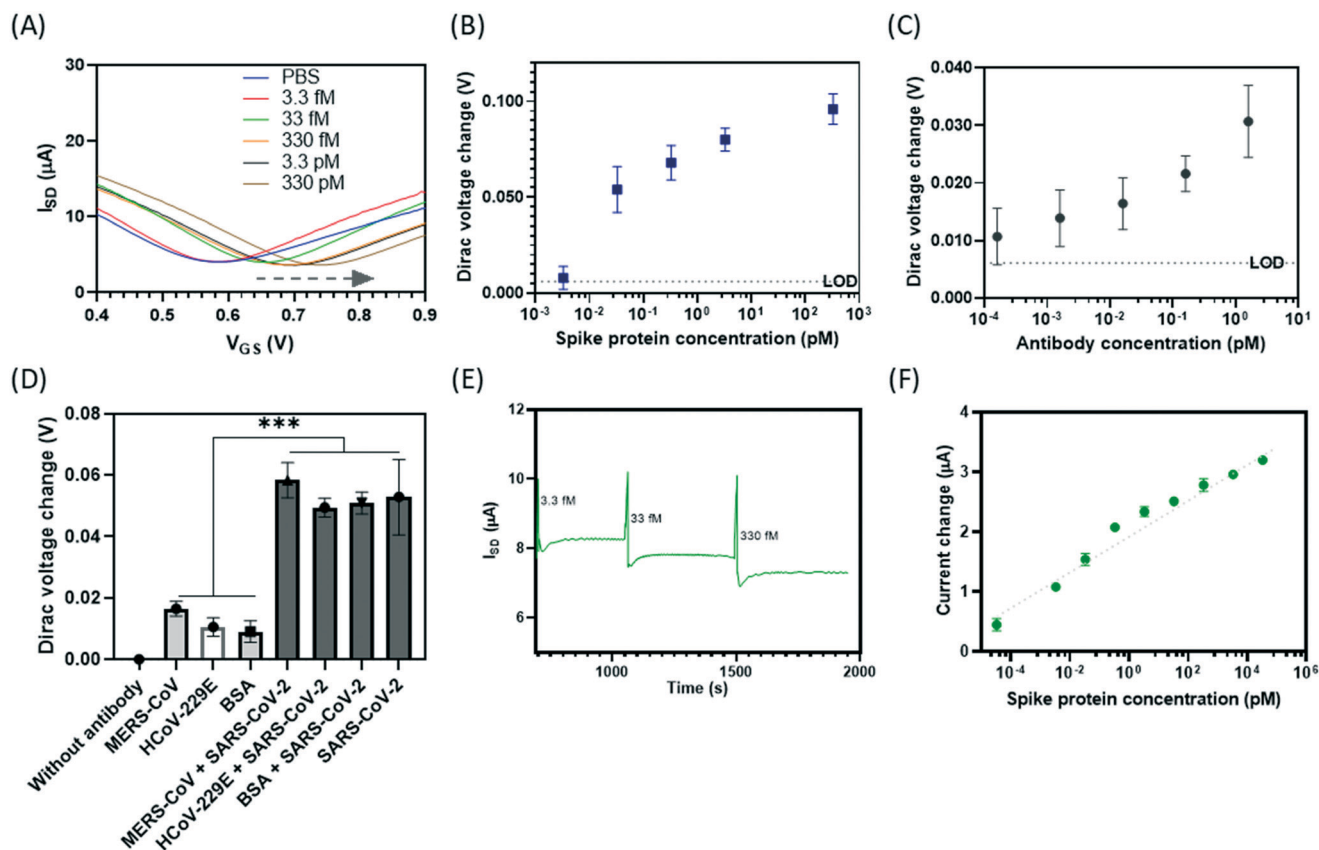 (A)
30
20
10
0
I_SD (µA)
PBS
3.3 fM
33 fM
330 fM
3.3 pM
330 pM
0.4 0.5 0.6 0.7 0.8 0.9
V_GS (V)
(B)
Dirac voltage change (V)
0.100
0.050
0.000
LOD
10^-3 10^-2 10^-1 10^0 10^1 10^2 10^3
Spike protein concentration (pM)
(C)
Dirac voltage change (V)
0.040
0.030
0.020
0.010
0.000
LOD
10^-4 10^-3 10^-2 10^-1 10^0 10^1
Antibody concentration (pM)
(D)
Dirac voltage change (V)
0.08
0.06
0.04
0.02
0.00
***
Without antibody
MERS-CoV
HCoV-229E
BSA
MERS-CoV + SARS-CoV-2
HCoV-229E + SARS-CoV-2
BSA + SARS-CoV-2
SARS-CoV-2
(E)
I_SD (µA)
12
10
8
6
3.3 fM
33 fM
330 fM
1000 1500 2000
Time (s)
(F)
Current change (µA)
4
3
2
1
0
10^-4 10^-2 10^0 10^2 10^4 10^6
Spike protein concentration (pM)